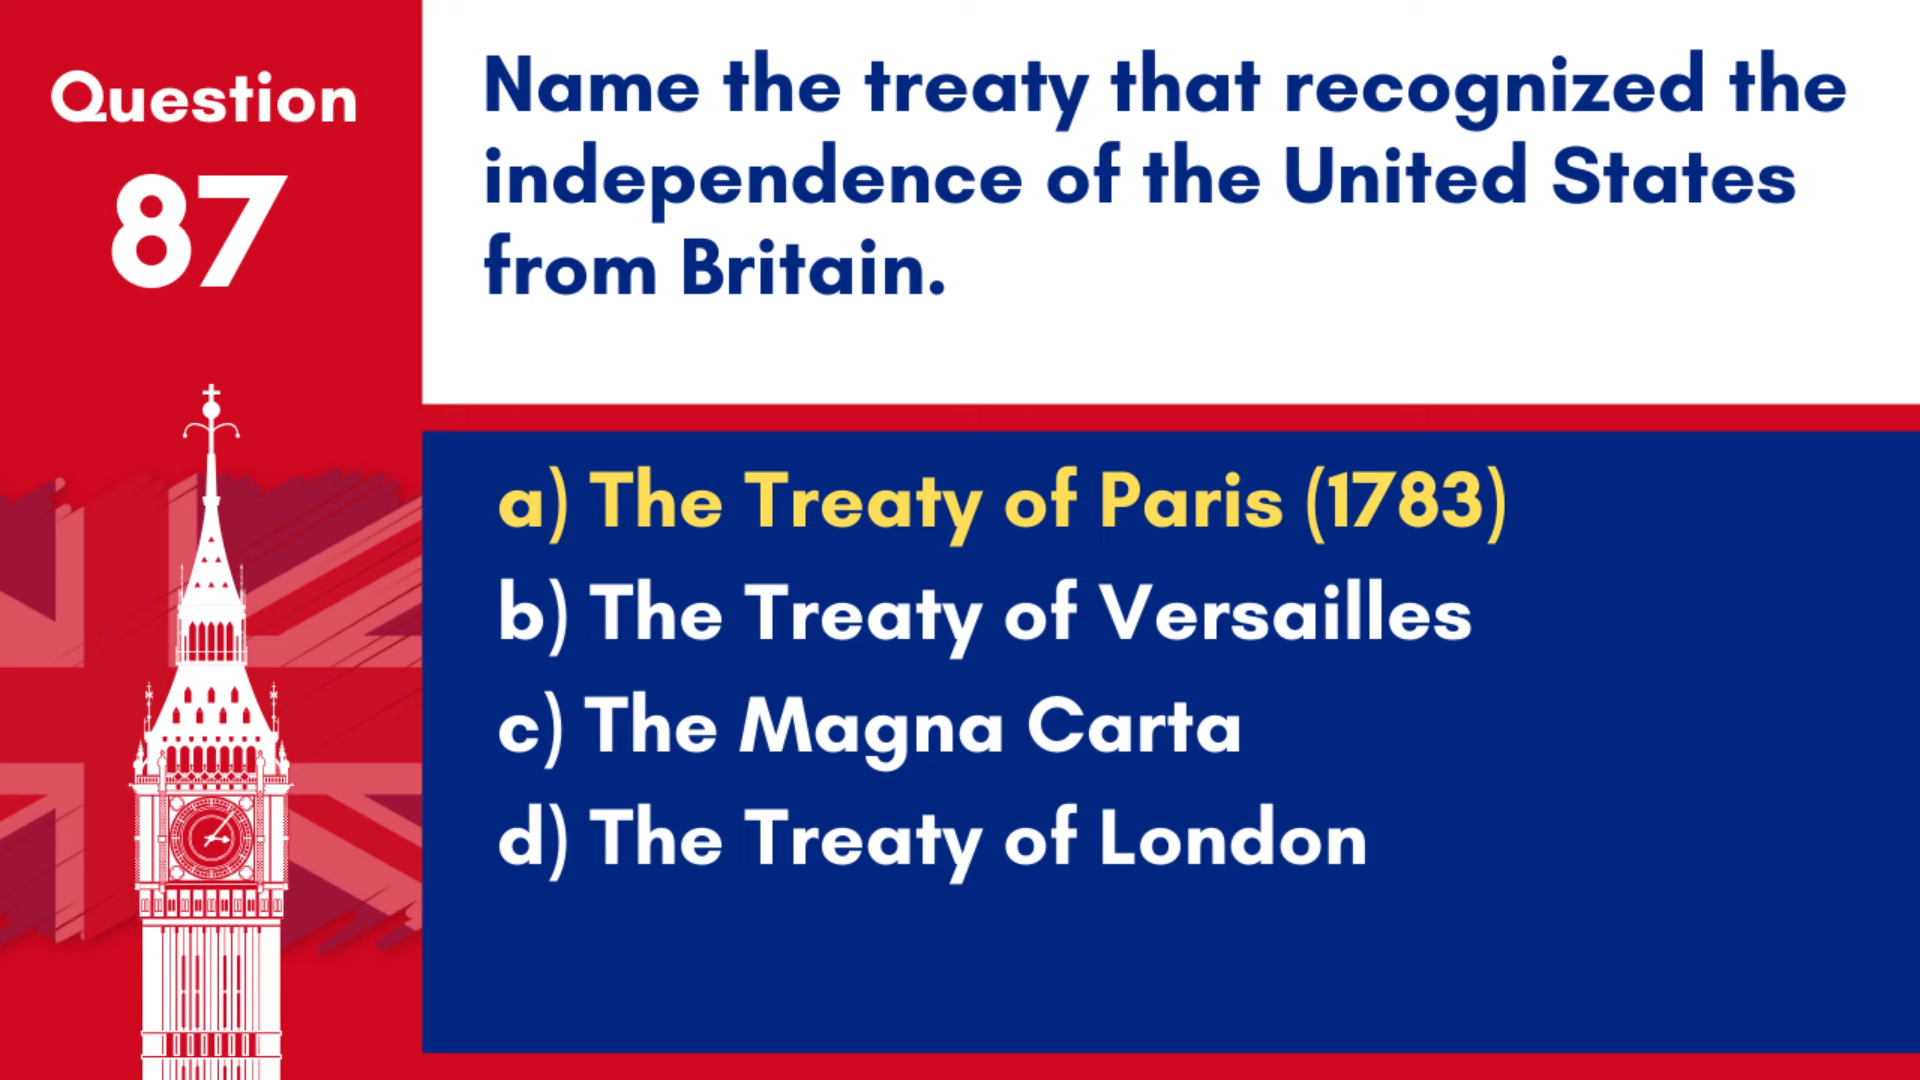 Question
87
Name the treaty that recognized the
independence of the United States
from Britain.
a) The Treaty of Paris (1783)
b) The Treaty of Versailles
c) The Magna Carta
d) The Treaty of London